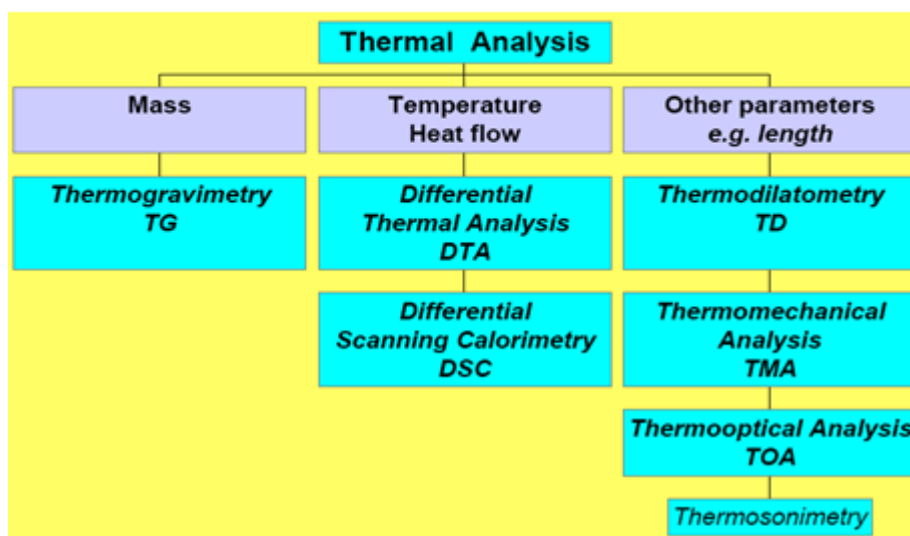 Thermal Analysis
Mass
Temperature
Heat flow
Other parameters
e.g. length
Thermogravimetry
TG
Differential
Thermal Analysis
DTA
Thermodilatometry
TD
Differential
Scanning Calorimetry
DSC
Thermomechanical
Analysis
TMA
Thermooptical Analysis
TOA
Thermosonimetry